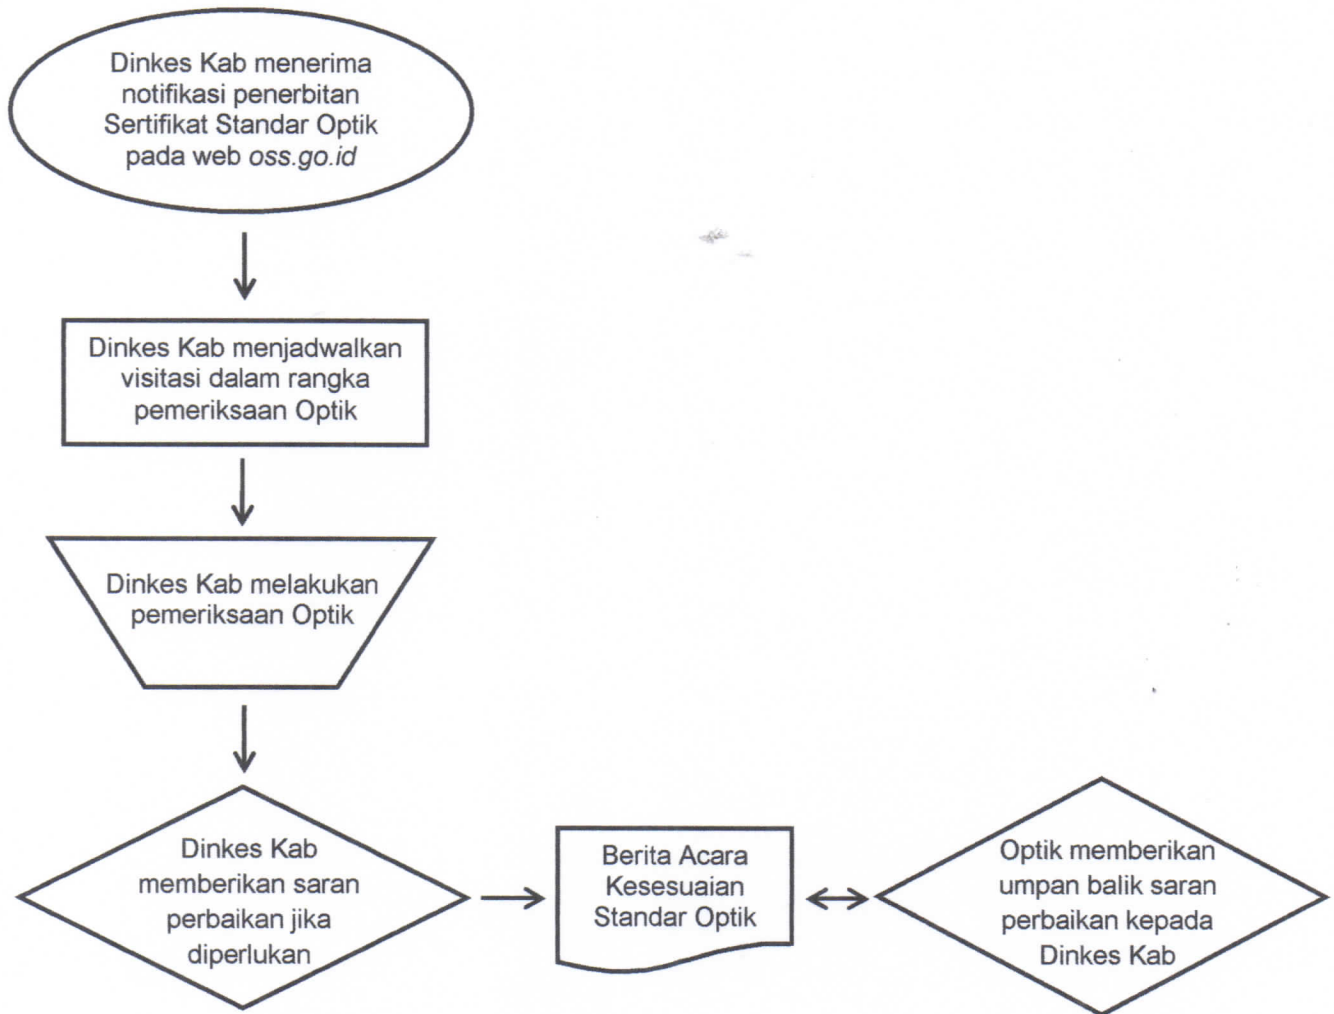 Dinkes Kab menerima
notifikasi penerbitan
Sertifikat Standar Optik
pada web oss.go.id
Dinkes Kab menjadwalkan
visitasi dalam rangka
pemeriksaan Optik
Dinkes Kab melakukan
pemeriksaan Optik
Dinkes Kab
memberikan saran
perbaikan jika
diperlukan
Berita Acara
Kesesuaian
Standar Optik
Optik memberikan
umpan balik saran
perbaikan kepada
Dinkes Kab